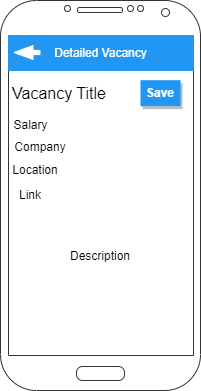 Detailed Vacancy
Vacancy Title
Save
Salary
Company
Location
Link
Description